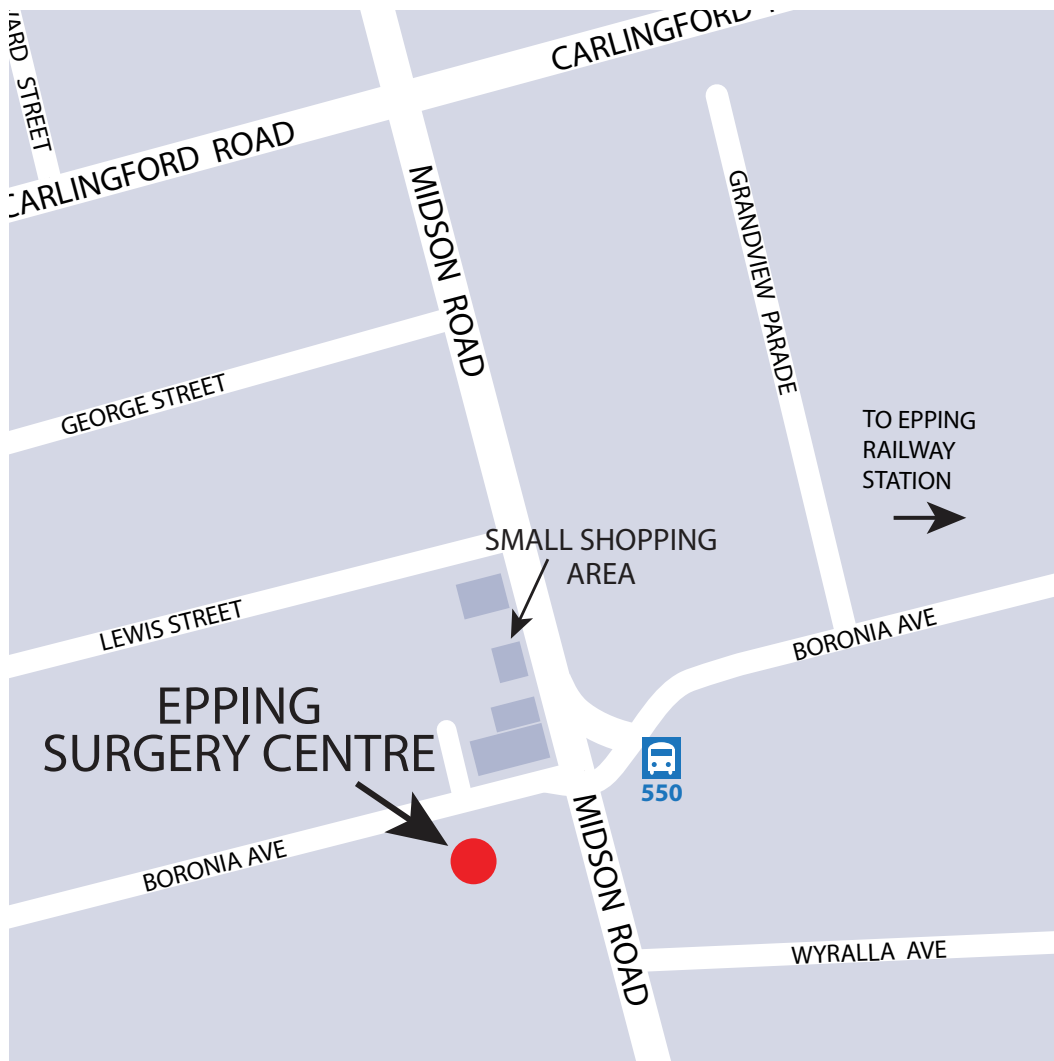 STREET
CARLINGFORD
CARLINGFORD ROAD
MIDSON ROAD
GRANDVIEW PARADE
GEORGE STREET
TO EPPING
RAILWAY
STATION
SMALL SHOPPING
AREA
LEWIS STREET
BORONIA AVE
EPPING
SURGERY CENTRE
550
MIDSON ROAD
BORONIA AVE
WYRALLA AVE